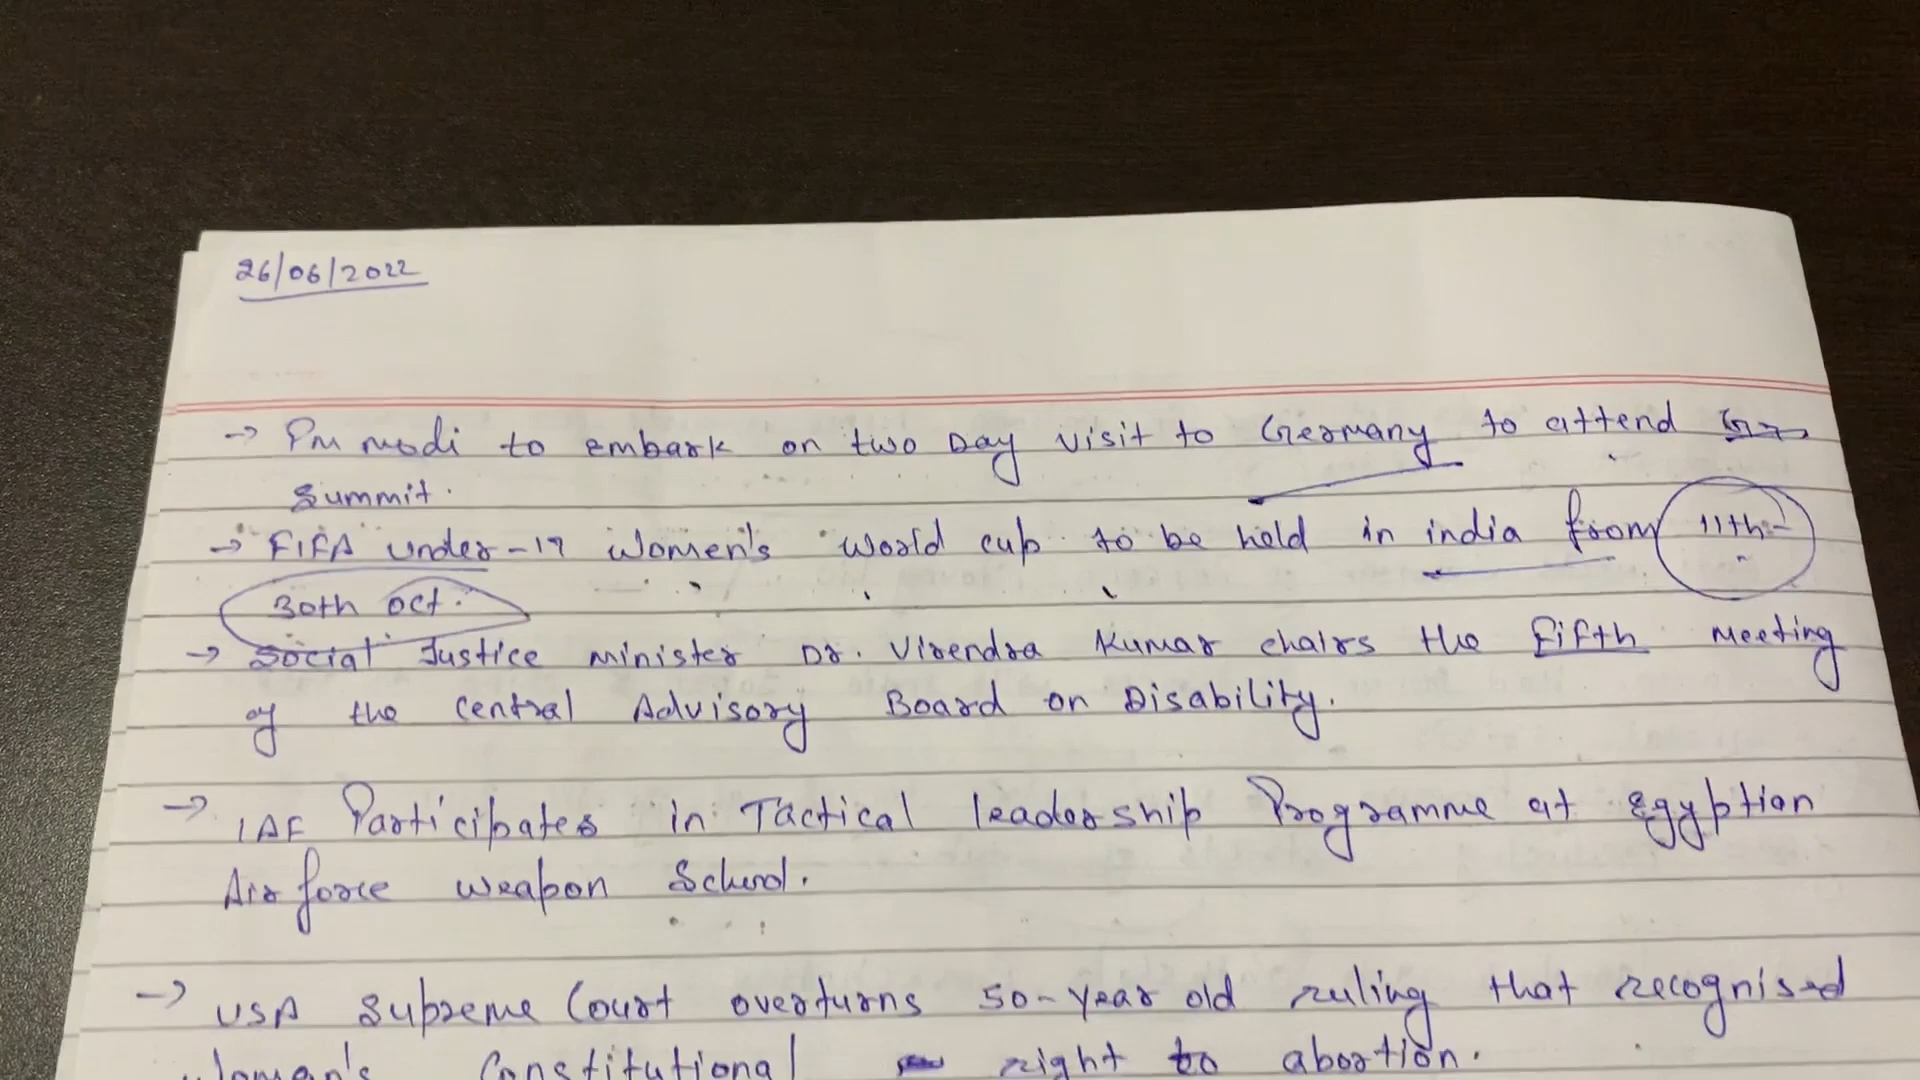 26/06/2022
→ PM modi to embark on two Day visit to Germany to attend G7
Summit.
→ FIFA under-17 Women's World cup to be held in india from 11th-
30th oct.
→ Social Justice minister Dr. Virendra Kumar chairs the Fifth Meeting
of the central Advisory Board on Disability.
→ IAF Participates in Tactical leadership Programme at Egyption
Air force weapon School.
→ USA Supreme Court overturns 50-year old ruling that recognised
Woman's Constitutional right to abortion.